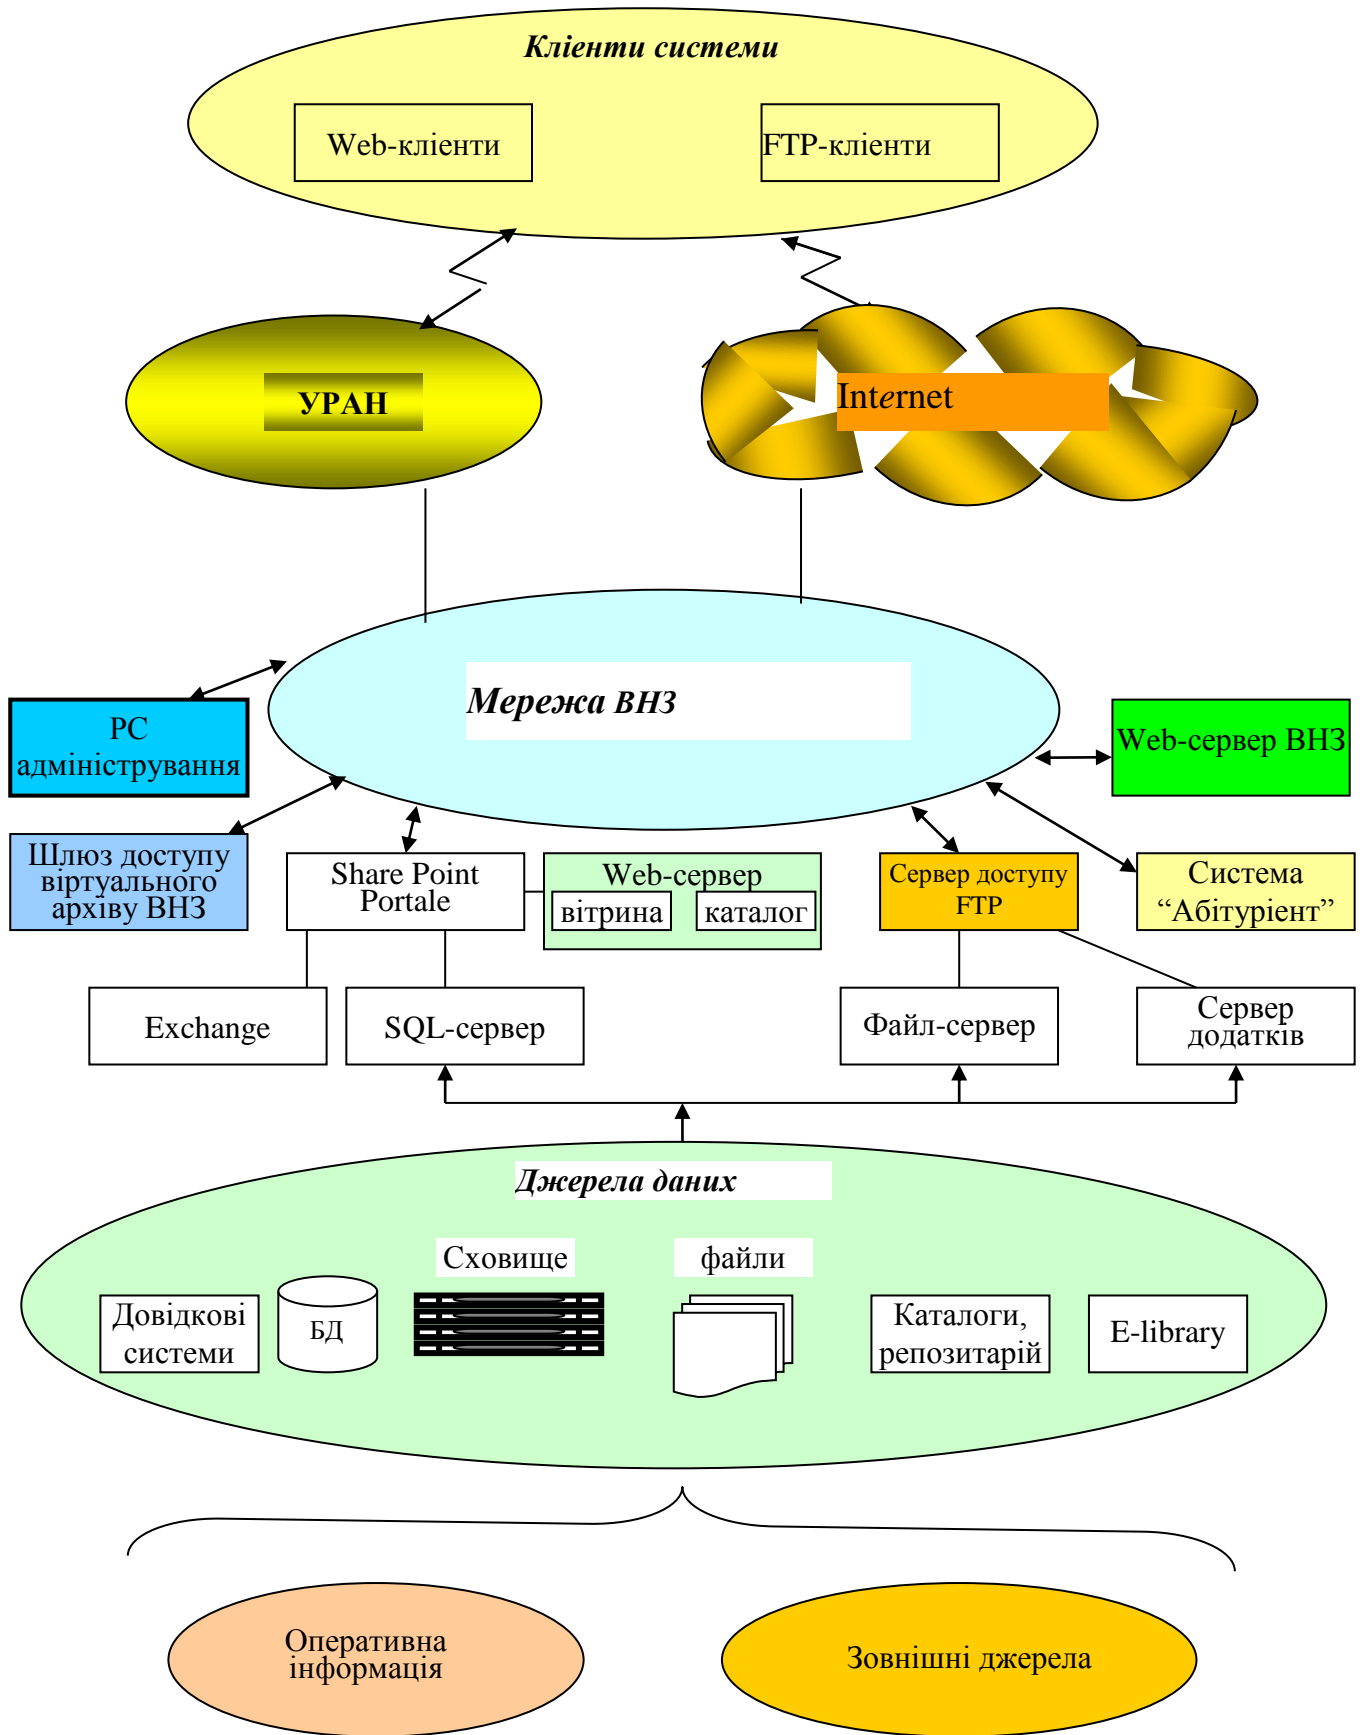 Клієнти системи
Web-клієнти
FTP-клієнти
УРАН
Internet
Мережа ВНЗ
РС
адміністрування
Web-сервер ВНЗ
Шлюз доступу
віртуального
архіву ВНЗ
Share Point
Portale
Web-сервер
вітрина
каталог
Сервер доступу
FTP
Система
“Абітурієнт”
Exchange
SQL-сервер
Файл-сервер
Сервер
додатків
Джерела даних
Сховище
файли
Довідкові
системи
БД
Каталоги,
репозитарій
E-library
Оперативна
інформація
Зовнішні джерела